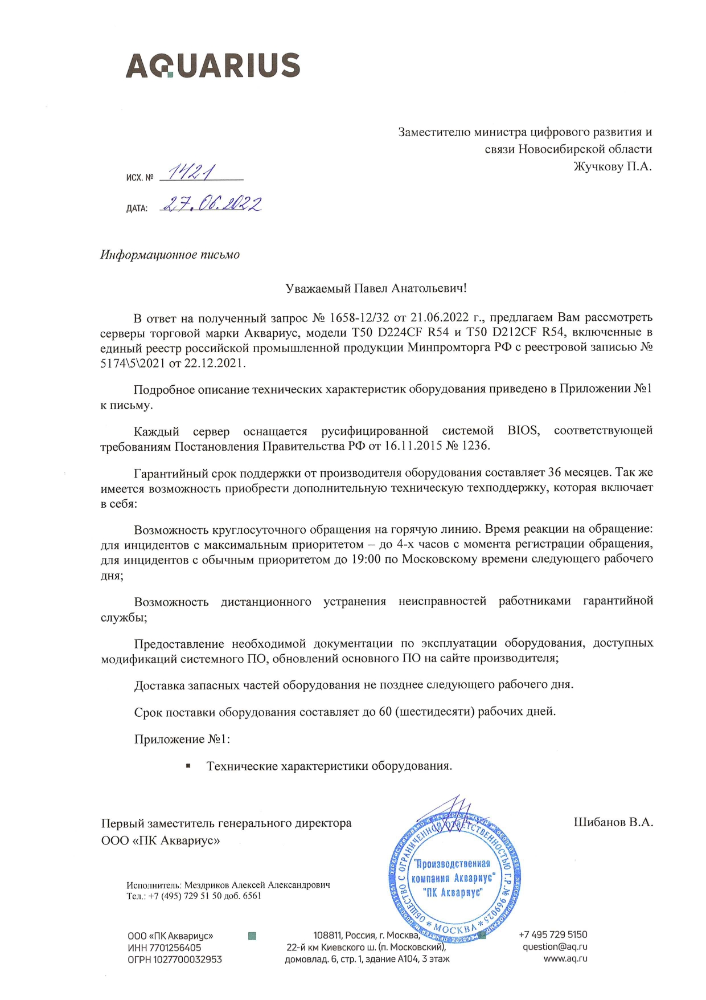 AQUARIUS
Заместителю министра цифрового развития и
связи Новосибирской области
Жучкову П.А.
ИСХ. № 1421
ДАТА: 27.06.2022
Информационное письмо
Уважаемый Павел Анатольевич!
В ответ на полученный запрос № 1658-12/32 от 21.06.2022 г., предлагаем Вам рассмотреть
серверы торговой марки Аквариус, модели T50 D224CF R54 и T50 D212CF R54, включенные в
единый реестр российской промышленной продукции Минпромторга РФ с реестровой записью №
5174\5\2021 от 22.12.2021.
Подробное описание технических характеристик оборудования приведено в Приложении №1
к письму.
Каждый сервер оснащается русифицированной системой BIOS, соответствующей
требованиям Постановления Правительства РФ от 16.11.2015 № 1236.
Гарантийный срок поддержки от производителя оборудования составляет 36 месяцев. Так же
имеется возможность приобрести дополнительную техническую техподдержку, которая включает
в себя:
Возможность круглосуточного обращения на горячую линию. Время реакции на обращение:
для инцидентов с максимальным приоритетом – до 4-х часов с момента регистрации обращения,
для инцидентов с обычным приоритетом до 19:00 по Московскому времени следующего рабочего
дня;
Возможность дистанционного устранения неисправностей работниками гарантийной
службы;
Предоставление необходимой документации по эксплуатации оборудования, доступных
модификаций системного ПО, обновлений основного ПО на сайте производителя;
Доставка запасных частей оборудования не позднее следующего рабочего дня.
Срок поставки оборудования составляет до 60 (шестидесяти) рабочих дней.
Приложение №1:
▪ Технические характеристики оборудования.
Первый заместитель генерального директора
ООО «ПК Аквариус»
Шибанов В.А.
ОБЩЕСТВО С ОГРАНИЧЕННОЙ ОТВЕТСТВЕННОСТЬЮ Г.Р.№ 969025
* МОСКВА *
"Производственная
компания Аквариус"
"ПК Аквариус"
Исполнитель: Мездриков Алексей Александрович
Тел.: +7 (495) 729 51 50 доб. 6561
ООО «ПК Аквариус»
ИНН 7701256405
ОГРН 1027700032953
108811, Россия, г. Москва,
22-й км Киевского ш. (п. Московский),
домовлад. 6, стр. 1, здание А104, 3 этаж
+7 495 729 5150
question@aq.ru
www.aq.ru